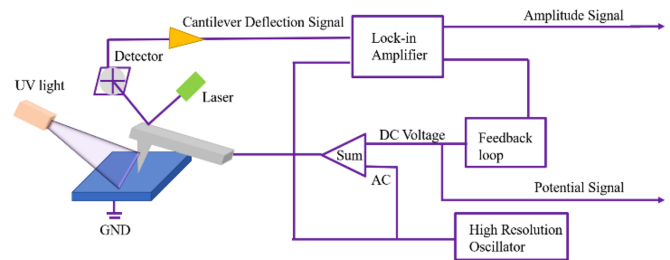 Cantilever Deflection Signal
Amplitude Signal
Lock-in
Amplifier
Detector
UV light
Laser
DC Voltage
Feedback
loop
Sum
AC
Potential Signal
GND
High Resolution
Oscillator